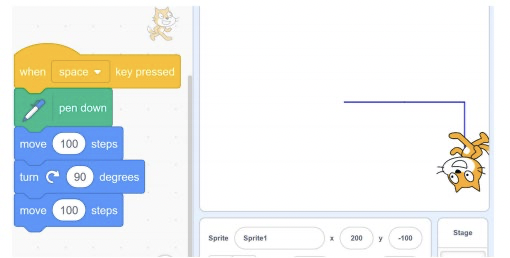 when space key pressed
pen down
move 100 steps
turn 90 degrees
move 100 steps
Sprite Sprite1 x 200 y -100
Stage